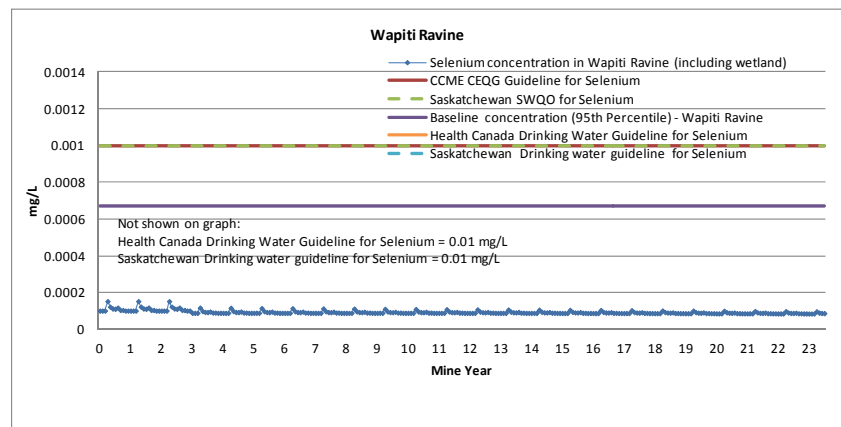 Wapiti Ravine
Selenium concentration in Wapiti Ravine (including wetland)
CCME CEQG Guideline for Selenium
Saskatchewan SWQO for Selenium
Baseline concentration (95th Percentile) - Wapiti Ravine
Health Canada Drinking Water Guideline for Selenium
Saskatchewan Drinking water guideline for Selenium
0.0014
0.0012
0.001
0.0008
0.0006
0.0004
0.0002
0
mg/L
Not shown on graph:
Health Canada Drinking Water Guideline for Selenium = 0.01 mg/L
Saskatchewan Drinking water guideline for Selenium = 0.01 mg/L
0 1 2 3 4 5 6 7 8 9 10 11 12 13 14 15 16 17 18 19 20 21 22 23
Mine Year